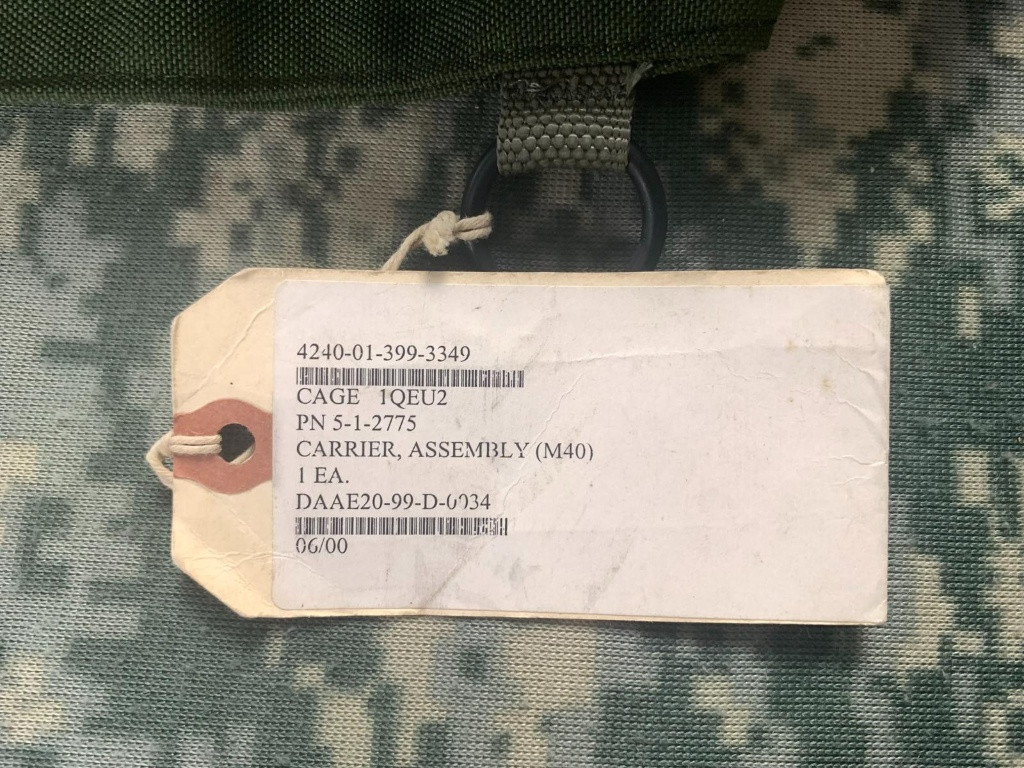 4240-01-399-3349
CAGE 1QEU2
PN 5-1-2775
CARRIER, ASSEMBLY (M40)
1 EA.
DAAE20-99-D-0034
06/00